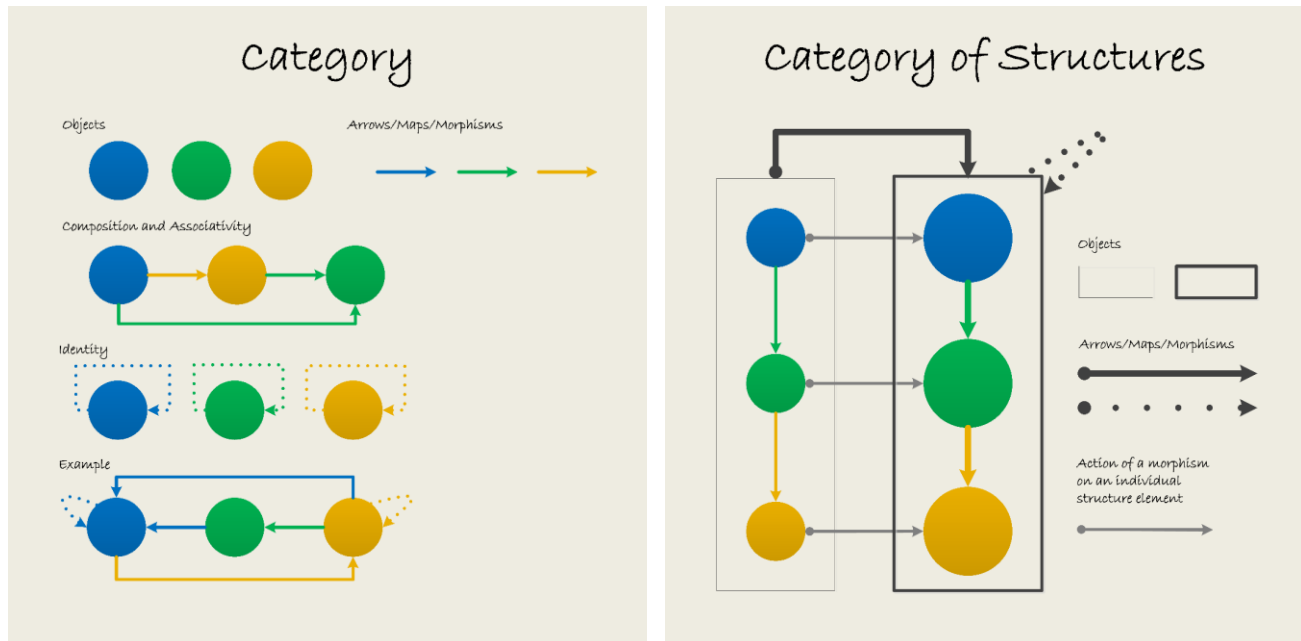 Category
Objects
Arrows/Maps/Morphisms
Composition and Associativity
Identity
Example
Category of Structures
Objects
Arrows/Maps/Morphisms
Action of a morphism
on an individual
structure element